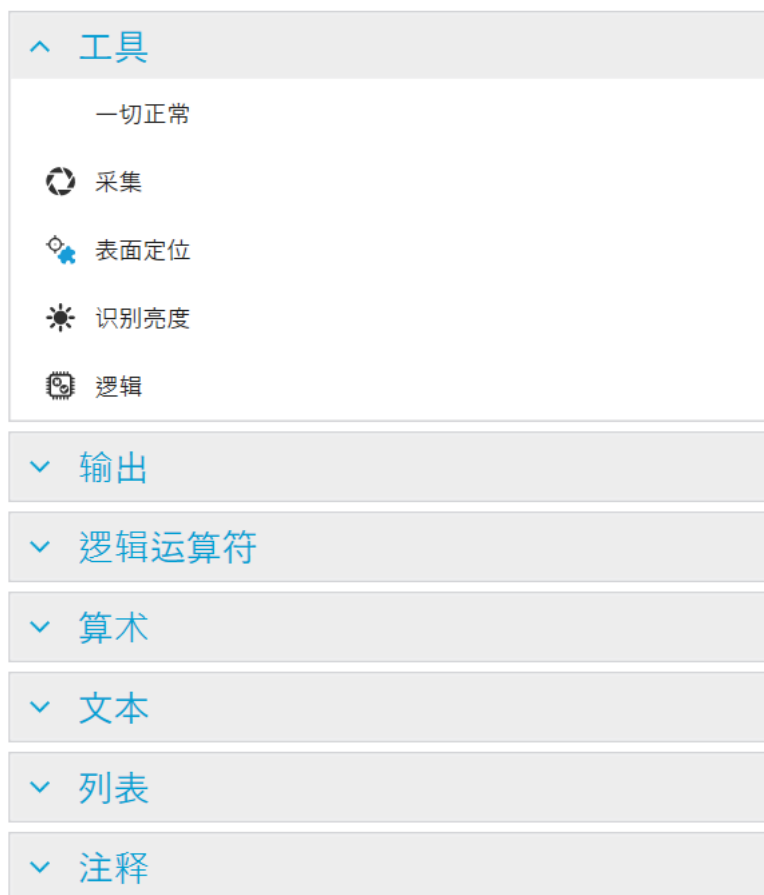 工具
一切正常
采集
表面定位
识别亮度
逻辑
输出
逻辑运算符
算术
文本
列表
注释